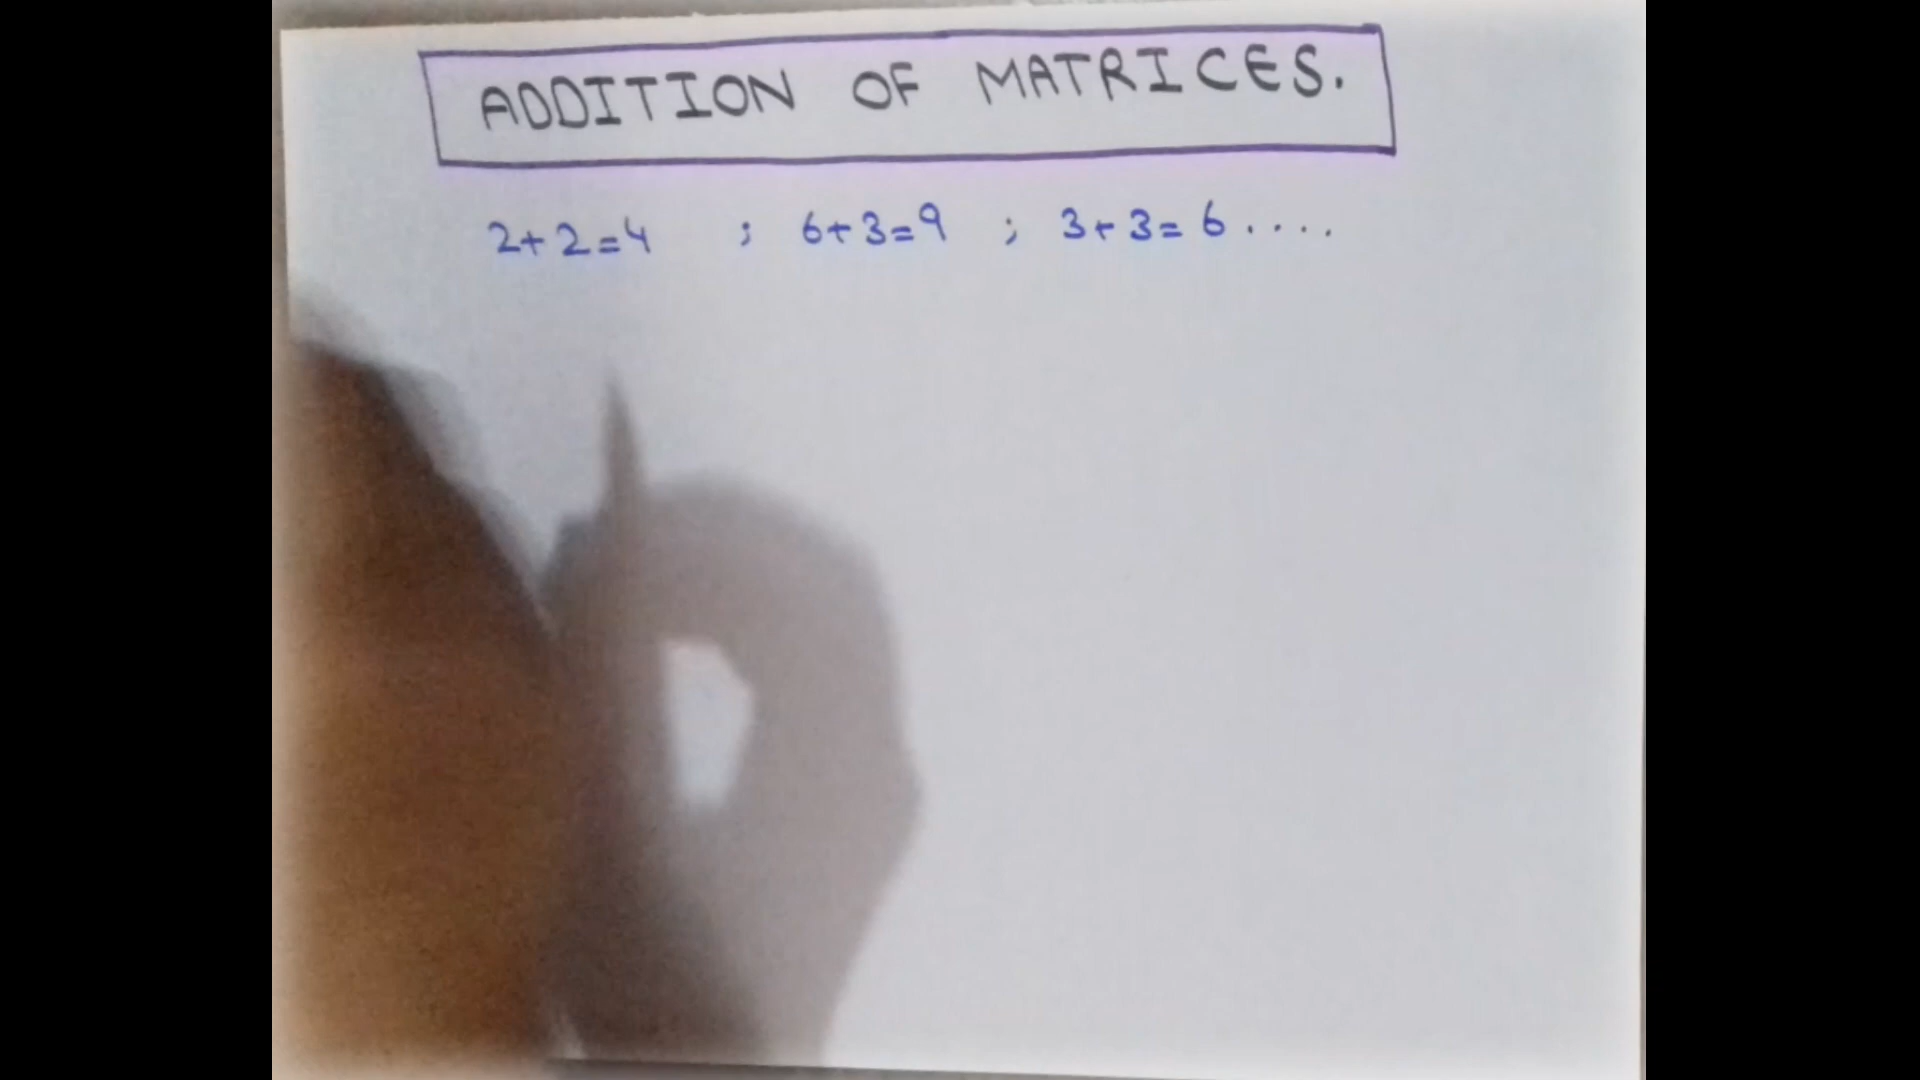 ADDITION OF MATRICES.
2+2=4 ; 6+3=9 ; 3+3=6....